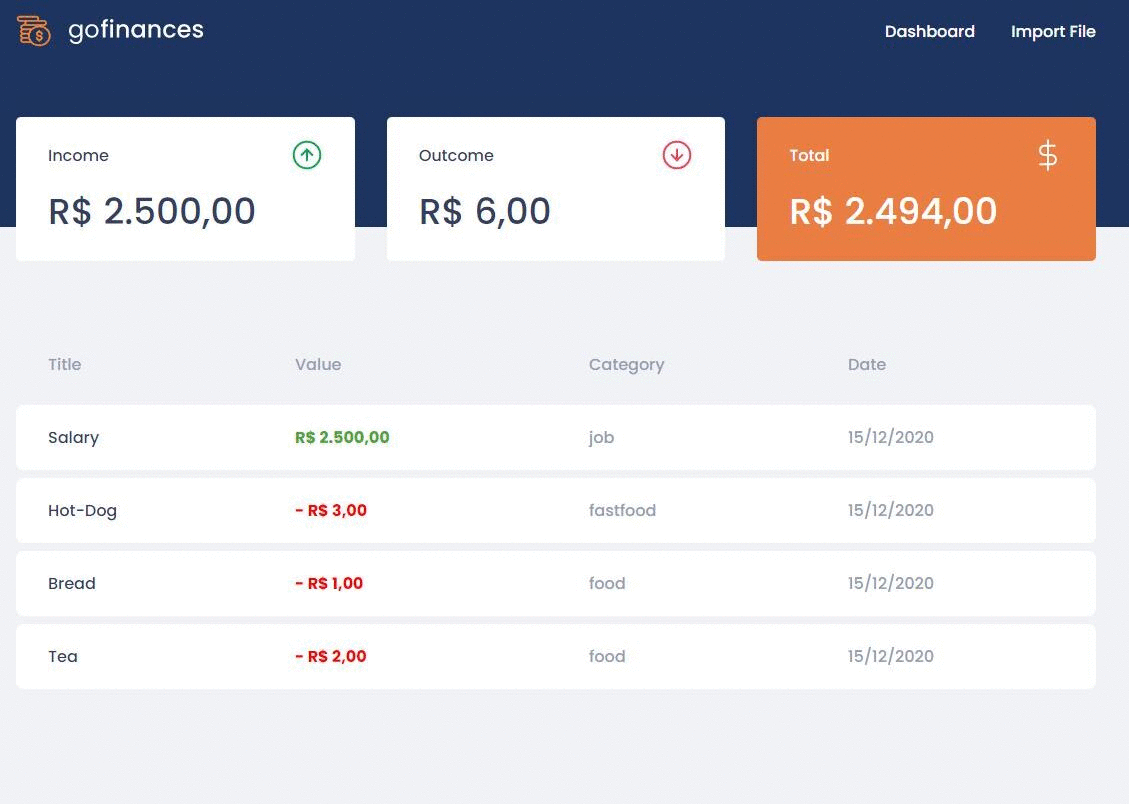 gofinances Dashboard Import File
Income Outcome Total $
R$ 2.500,00 R$ 6,00 R$ 2.494,00
Title Value Category Date
Salary R$ 2.500,00 job 15/12/2020
Hot-Dog - R$ 3,00 fastfood 15/12/2020
Bread - R$ 1,00 food 15/12/2020
Tea - R$ 2,00 food 15/12/2020